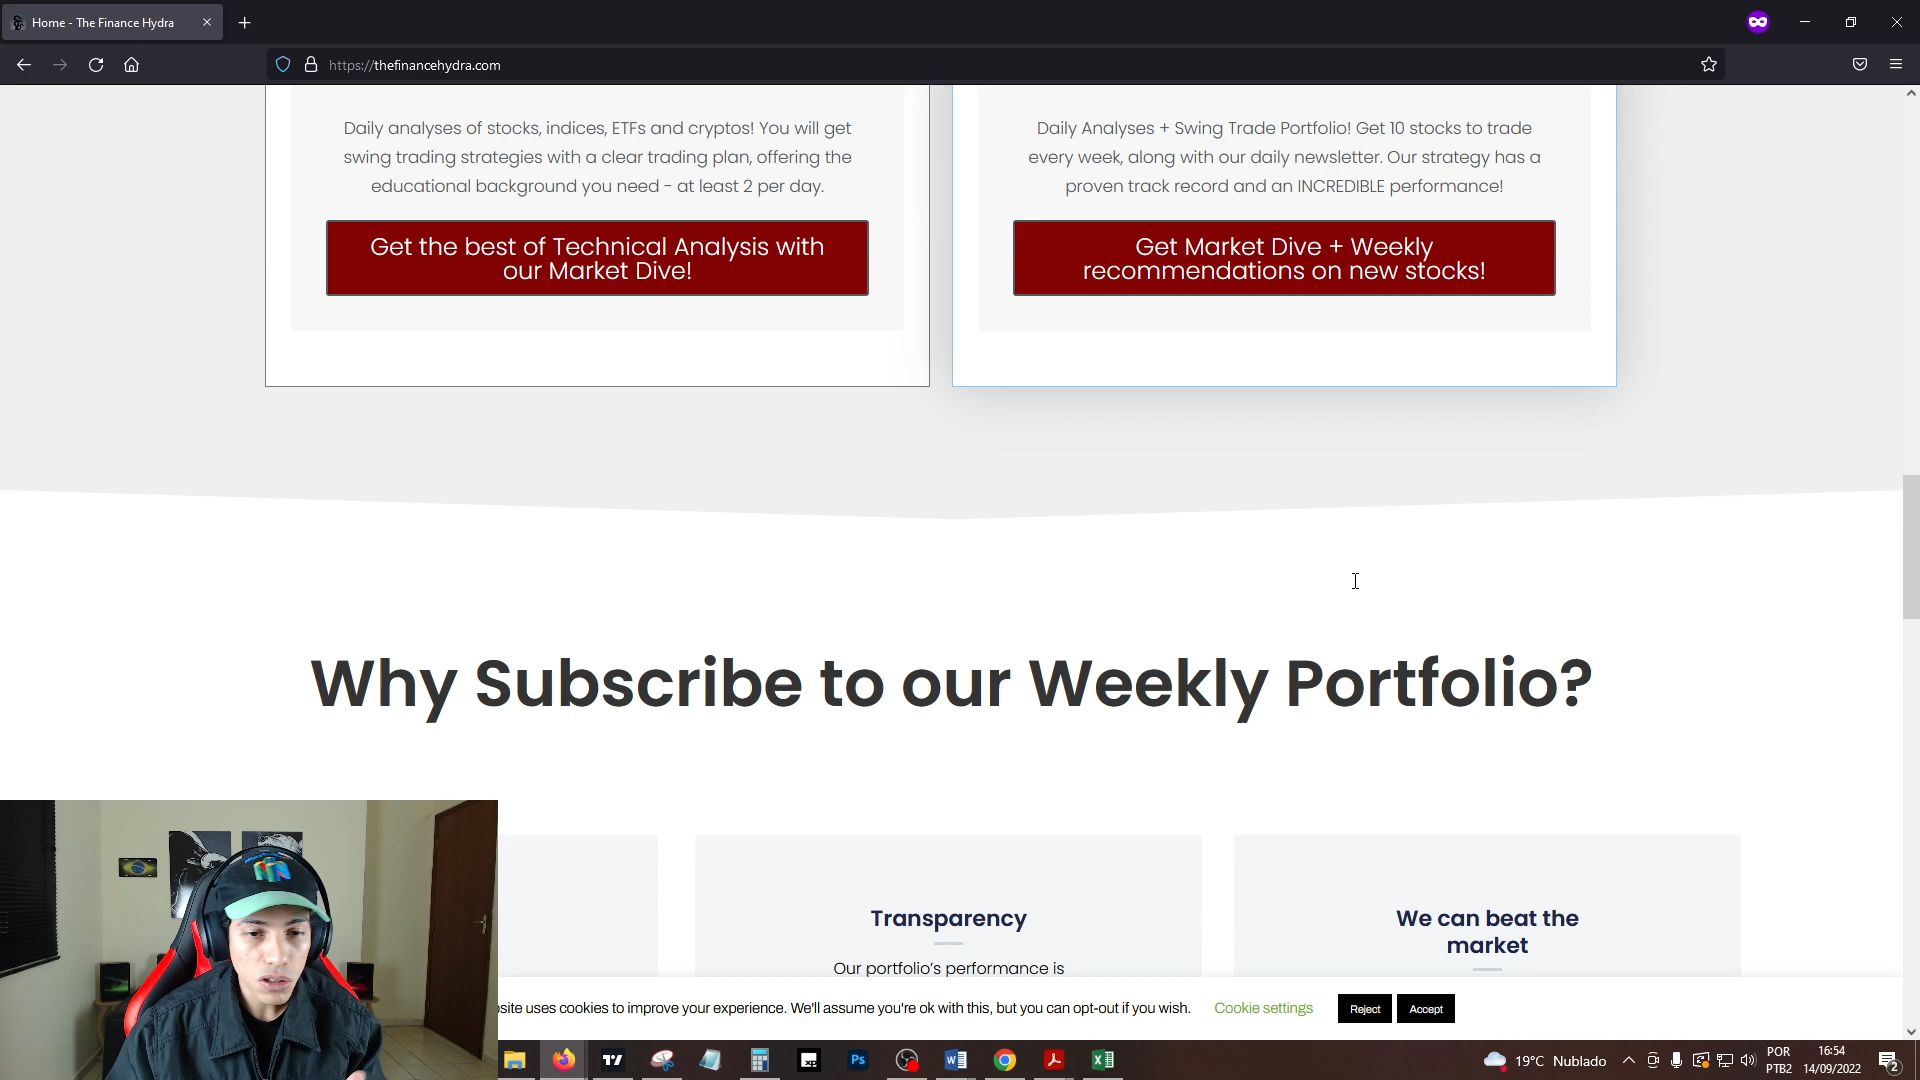 Home - The Finance Hydra
https://thefinancehydra.com
Daily analyses of stocks, indices, ETFs and cryptos! You will get
swing trading strategies with a clear trading plan, offering the
educational background you need - at least 2 per day.
Get the best of Technical Analysis with
our Market Dive!
Daily Analyses + Swing Trade Portfolio! Get 10 stocks to trade
every week, along with our daily newsletter. Our strategy has a
proven track record and an INCREDIBLE performance!
Get Market Dive + Weekly
recommendations on new stocks!
Why Subscribe to our Weekly Portfolio?
Transparency
Our portfolio's performance is
We can beat the
market
site uses cookies to improve your experience. We'll assume you're ok with this, but you can opt-out if you wish.
Cookie settings
Reject
Accept
Ps
19°C Nublado
POR
PTB2
16:54
14/09/2022
2